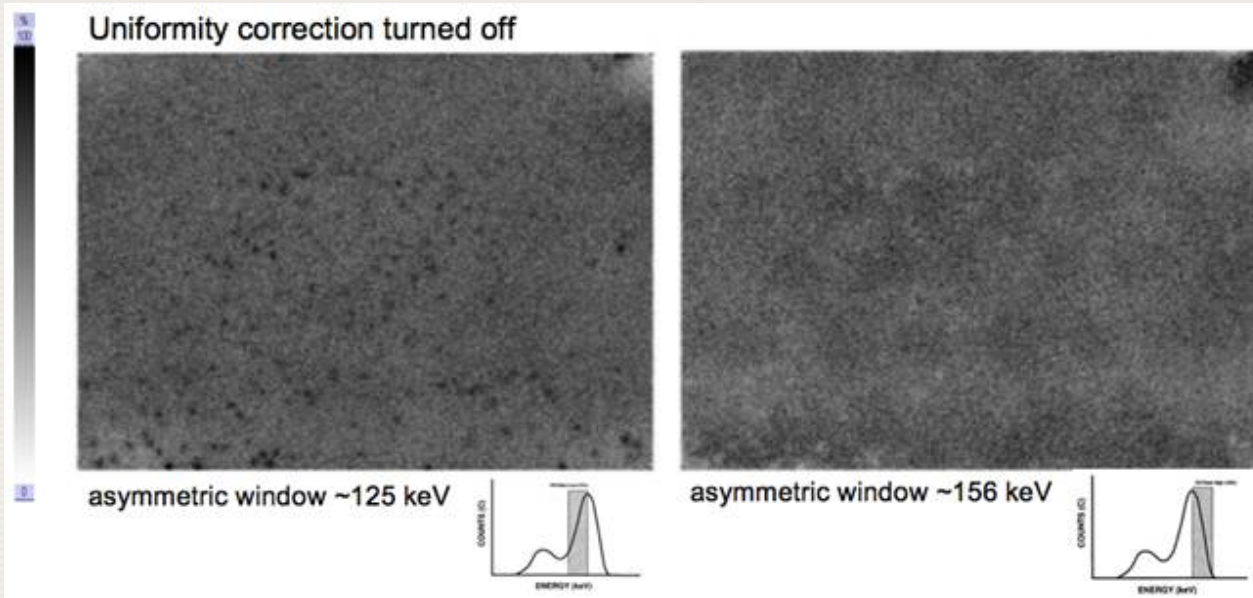 Uniformity correction turned off
%
100
0
asymmetric window ~125 keV
asymmetric window ~156 keV
COUNTS (C)
ENERGY (keV)
COUNTS (C)
ENERGY (keV)